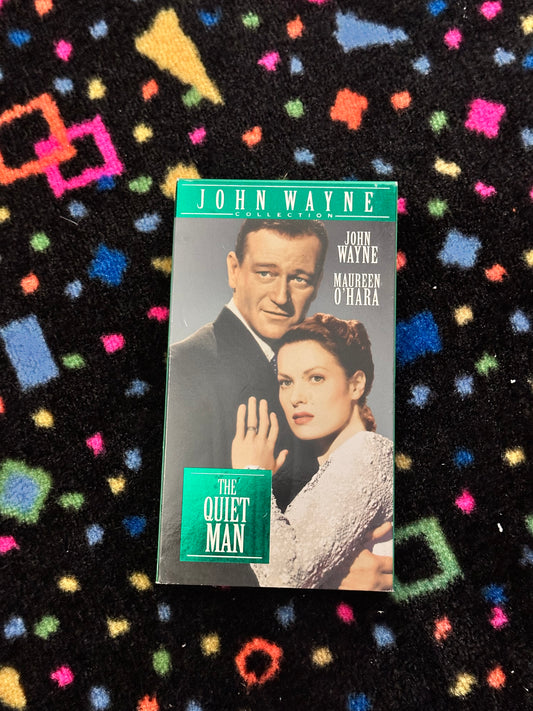 JOHN WAYNE
COLLECTION
JOHN
WAYNE
MAUREEN
O'HARA
THE
QUIET
MAN